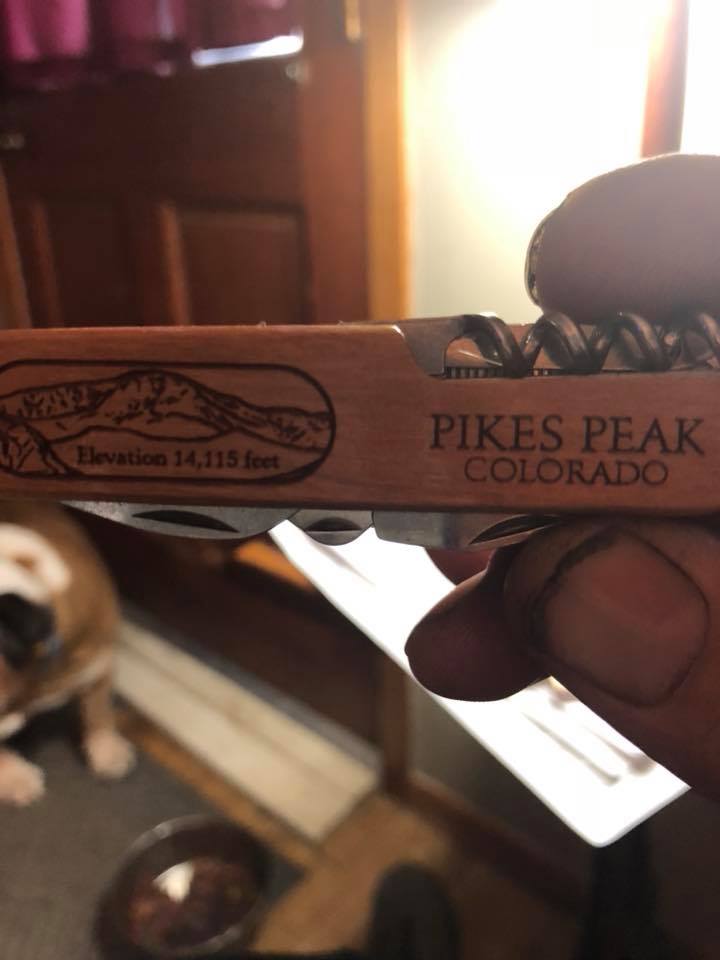 Elevation 14,115 feet
PIKES PEAK
COLORADO